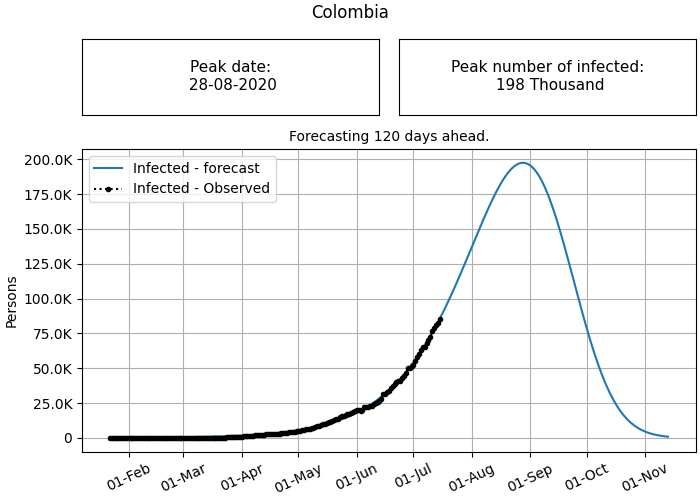 Colombia
Peak date:
28-08-2020
Peak number of infected:
198 Thousand
Forecasting 120 days ahead.
Infected - forecast
Infected - Observed
200.0K
175.0K
150.0K
125.0K
100.0K
75.0K
50.0K
25.0K
0
Persons
01-Feb
01-Mar
01-Apr
01-May
01-Jun
01-Jul
01-Aug
01-Sep
01-Oct
01-Nov